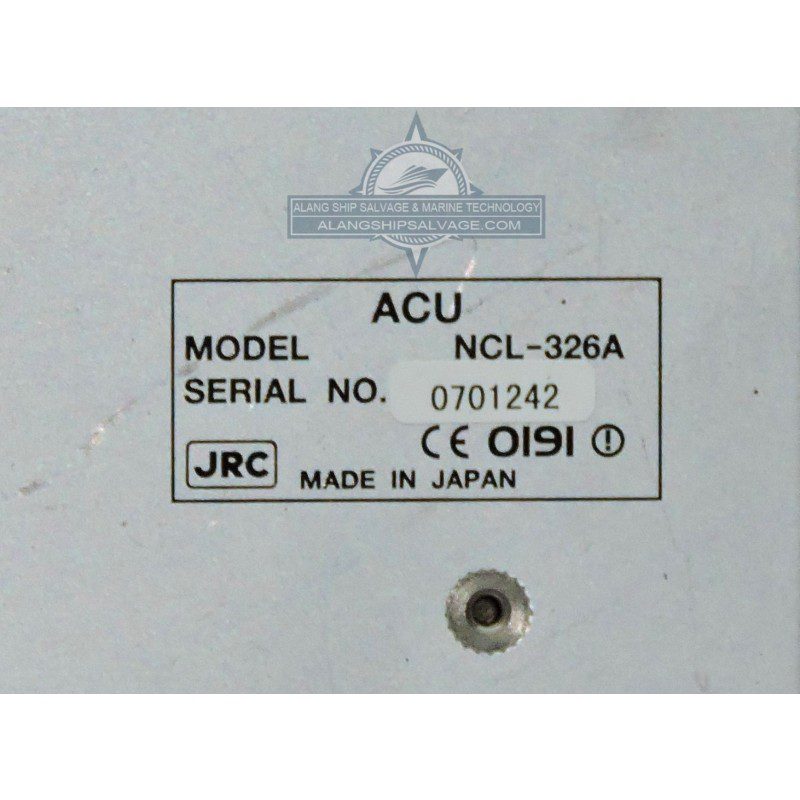 ALANG SHIP SALVAGE & MARINE TECHNOLOGY
ALANGSHIPSALVAGE.COM
ACU
MODEL NCL-326A
SERIAL NO. 0701242
CE 0191
JRC MADE IN JAPAN